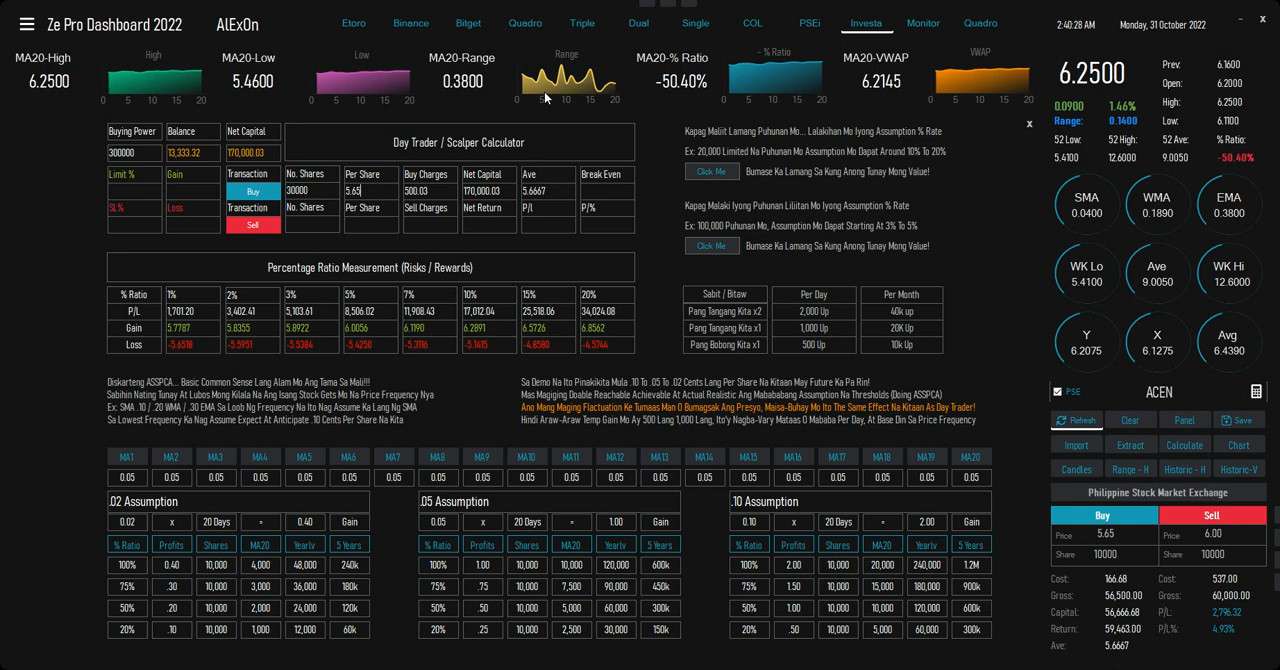 Ze Pro Dashboard 2022
AlExOn
Etoro Binance Bitget Quadro Triple Dual Single COL PSEi Investa Monitor Quadro
2:40:28 AM Monday, 31 October 2022
– x
MA20-High
6.2500
High
0 5 10 15 20
MA20-Low
5.4600
Low
0 5 10 15 20
MA20-Range
0.3800
Range
0 5 10 15 20
MA20-% Ratio
-50.40%
- % Ratio
0 5 10 15 20
MA20-VWAP
6.2145
VWAP
0 5 10 15 20
6.2500
0.0900 1.46%
Range: 0.1400
Prev: 6.1600
Open: 6.2000
High: 6.2500
Low: 6.1100
52 Low: 52 High: 52 Ave: % Ratio:
5.4100 12.6000 9.0050 -50.40%
Buying Power Balance Net Capital
300000 13,333.32 170,000.03
Day Trader / Scalper Calculator
Limit % Gain Transaction No. Shares Per Share Buy Charges Net Capital Ave Break Even
Buy 30000 5.65 500.03 170,000.03 5.6667
SL% Loss Transaction No. Shares Per Share Sell Charges Net Return P/l P/%
Sell
x
Kapag Maliit Lamang Puhunan Mo... Lalakihan Mo Iyong Assumption % Rate
Ex: 20,000 Limited Na Puhunan Mo Assumption Mo Dapat Around 10% To 20%
Click Me Bumase Ka Lamang Sa Kung Anong Tunay Mong Value!
Kapag Malaki Iyong Puhunan Liliitan Mo Iyong Assumption % Rate
Ex: 100,000 Puhunan Mo, Assumption Mo Dapat Starting At 3% To 5%
Click Me Bumase Ka Lamang Sa Kung Anong Tunay Mong Value!
Percentage Ratio Measurement (Risks / Rewards)
% Ratio 1% 2% 3% 5% 7% 10% 15% 20%
P/L 1,701.20 3,402.41 5,103.61 8,506.02 11,908.43 17,012.04 25,518.06 34,024.08
Gain 5.7787 5.8355 5.8922 6.0056 6.1190 6.2891 6.5726 6.8562
Loss -5.6518 -5.5951 -5.5384 -5.4250 -5.3116 -5.1415 -4.8580 -4.5744
Sabit / Bitaw Per Day Per Month
Pang Tangang Kita x2 2,000 Up 40k up
Pang Tangang Kita x1 1,000 Up 20K Up
Pang Bobong Kita x1 500 Up 10k Up
SMA
0.0400
WMA
0.1890
EMA
0.3800
WK Lo
5.4100
Ave
9.0050
WK Hi
12.6000
Y
6.2075
X
6.1275
Avg
6.4390
Diskarteng ASSPCA... Basic Common Sense Lang Alam Mo Ang Tama Sa Mali!!!
Sabihin Nating Tunay At Lubos Mong Kilala Na Ang Isang Stock Gets Mo Na Price Frequency Nya
Ex: SMA .10 / .20 WMA / .30 EMA Sa Loob Ng Frequency Na Ito Nag Assume Ka Lang Ng SMA
Sa Lowest Frequency Ka Nag Assume Expect At Anticipate .10 Cents Per Share Na Kita
Sa Demo Na Ito Pinakikita Mula .10 To .05 To .02 Cents Lang Per Share Na Kitaan May Future Ka Pa Rin!
Mas Magiging Doable Reachable Achievable At Actual Realistic Ang Mabababang Assumption Na Thresholds (Doing ASSPCA)
Ano Mang Maging Flactuation Ke Tumaas Man O Bumagsak Ang Presyo, Maisa-Buhay Mo Ito The Same Effect Na Kitaan As Day Trader!
Hindi Araw-Araw Temp Gain Mo Ay 500 Lang 1,000 Lang, Ito'y Nagba-Vary Mataas O Mababa Per Day, At Base Din Sa Price Frequency
PSE ACEN
Refresh Clear Panel Save
Import Extract Calculate Chart
Candles Range - H Historic - H Historic-V
Philippine Stock Market Exchange
Buy Sell
Price 5.65 Price 6.00
Share 10000 Share 10000
Cost: 166.68 Cost: 537.00
Gross: 56,500.00 Gross: 60,000.00
Capital: 56,666.68 P/L: 2,796.32
Return: 59,463.00 P/L%: 4.93%
Ave: 5.6667
MA1 MA2 MA3 MA4 MA5 MA6 MA7 MA8 MA9 MA10 MA11 MA12 MA13 MA14 MA15 MA16 MA17 MA18 MA19 MA20
0.05 0.05 0.05 0.05 0.05 0.05 0.05 0.05 0.05 0.05 0.05 0.05 0.05 0.05 0.05 0.05 0.05 0.05 0.05 0.05
.02 Assumption
0.02 x 20 Days = 0.40 Gain
% Ratio Profits Shares MA20 Yearly 5 Years
100% 0.40 10,000 4,000 48,000 240k
75% .30 10,000 3,000 36,000 180k
50% .20 10,000 2,000 24,000 120k
20% .10 10,000 1,000 12,000 60k
.05 Assumption
0.05 x 20 Days = 1.00 Gain
% Ratio Profits Shares MA20 Yearly 5 Years
100% 1.00 10,000 10,000 120,000 600k
75% .75 10,000 7,500 90,000 450k
50% .50 10,000 5,000 60,000 300k
20% .25 10,000 2,500 30,000 150k
.10 Assumption
0.10 x 20 Days = 2.00 Gain
% Ratio Profits Shares MA20 Yearly 5 Years
100% 2.00 10,000 20,000 240,000 1.2M
75% 1.50 10,000 15,000 180,000 900k
50% 1.00 10,000 10,000 120,000 600k
20% .50 10,000 5,000 60,000 300k